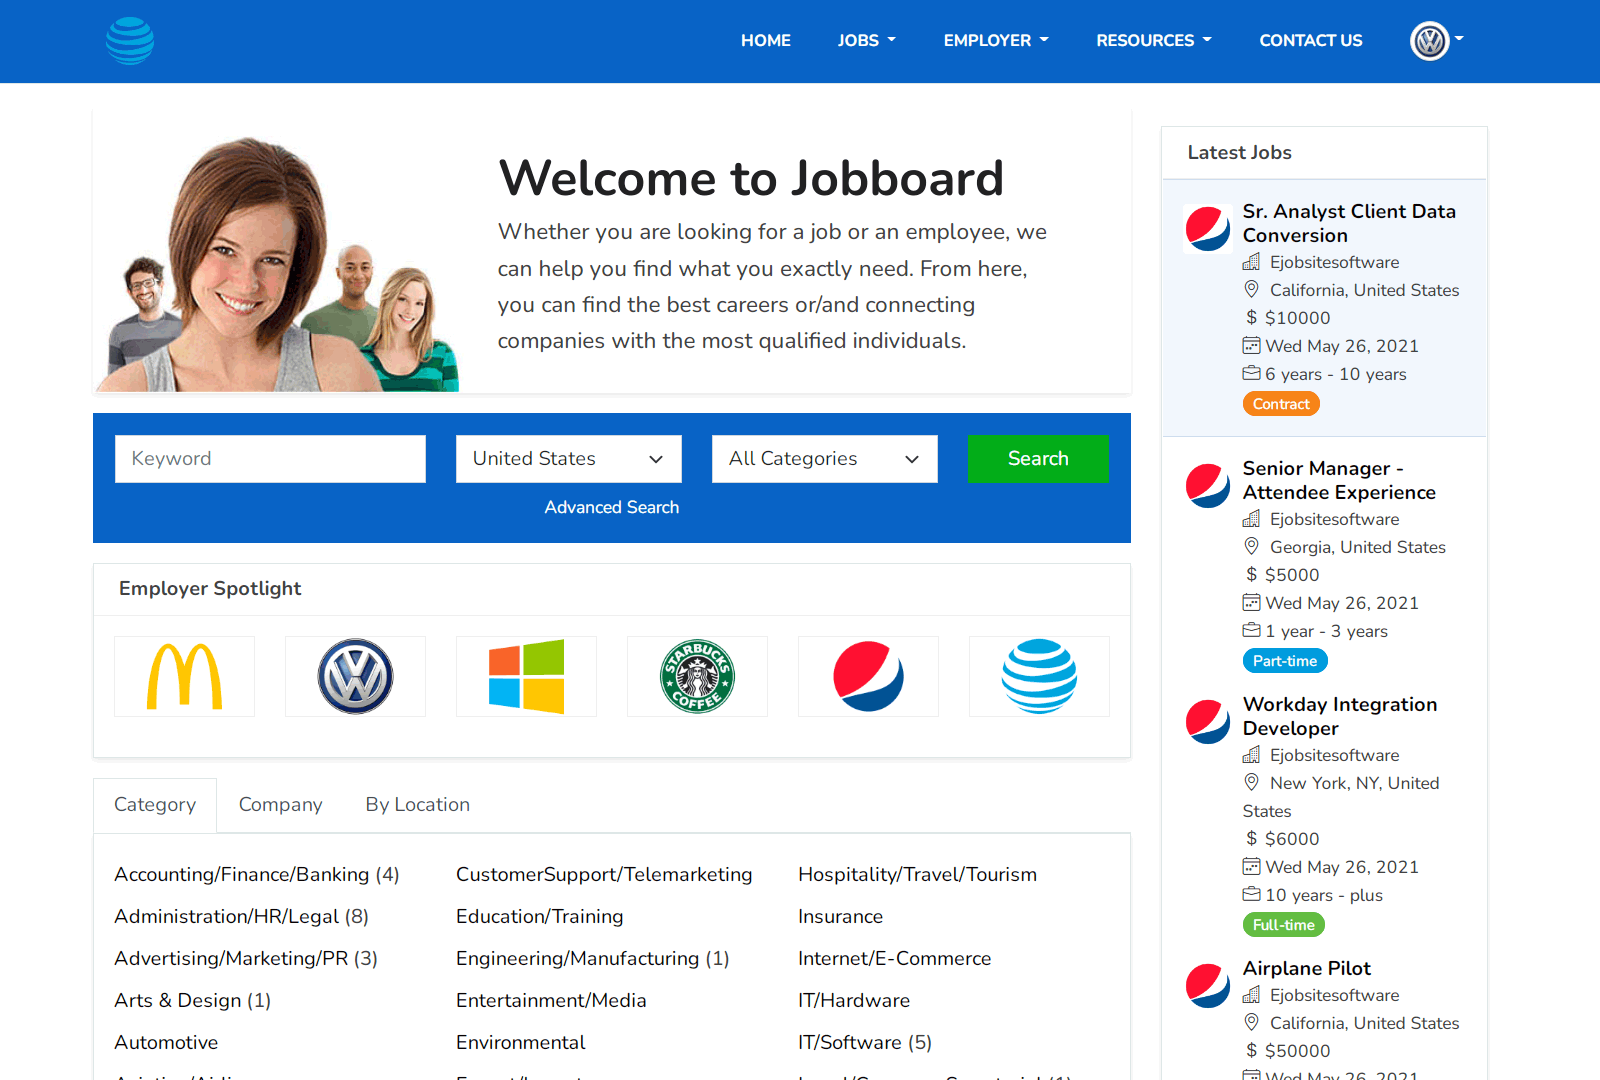 HOME
JOBS
EMPLOYER
RESOURCES
CONTACT US
Welcome to Jobboard
Whether you are looking for a job or an employee, we
can help you find what you exactly need. From here,
you can find the best careers or/and connecting
companies with the most qualified individuals.
Keyword
United States
All Categories
Search
Advanced Search
Employer Spotlight
STARBUCKS
COFFEE
Category
Company
By Location
Accounting/Finance/Banking (4)
Administration/HR/Legal (8)
Advertising/Marketing/PR (3)
Arts & Design (1)
Automotive
CustomerSupport/Telemarketing
Education/Training
Engineering/Manufacturing (1)
Entertainment/Media
Environmental
Hospitality/Travel/Tourism
Insurance
Internet/E-Commerce
IT/Hardware
IT/Software (5)
Latest Jobs
Sr. Analyst Client Data
Conversion
Ejobsitesoftware
California, United States
$ $10000
Wed May 26, 2021
6 years - 10 years
Contract
Senior Manager -
Attendee Experience
Ejobsitesoftware
Georgia, United States
$ $5000
Wed May 26, 2021
1 year - 3 years
Part-time
Workday Integration
Developer
Ejobsitesoftware
New York, NY, United
States
$ $6000
Wed May 26, 2021
10 years - plus
Full-time
Airplane Pilot
Ejobsitesoftware
California, United States
$ $50000
Wed May 26, 2021